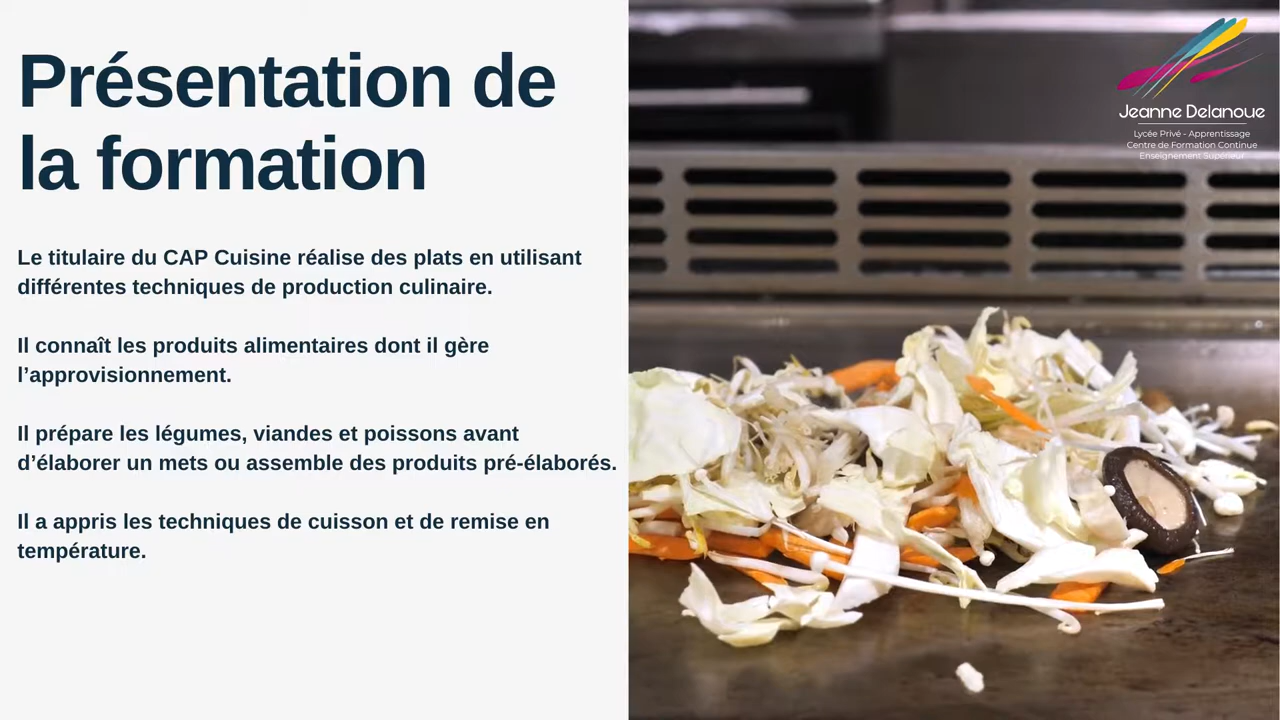 Présentation de
la formation
Le titulaire du CAP Cuisine réalise des plats en utilisant
différentes techniques de production culinaire.
Il connaît les produits alimentaires dont il gère
l’approvisionnement.
Il prépare les légumes, viandes et poissons avant
d’élaborer un mets ou assemble des produits pré-élaborés.
Il a appris les techniques de cuisson et de remise en
température.
Jeanne Delanoue
Lycée Privé - Apprentissage
Centre de Formation Continue
Enseignement Supérieur